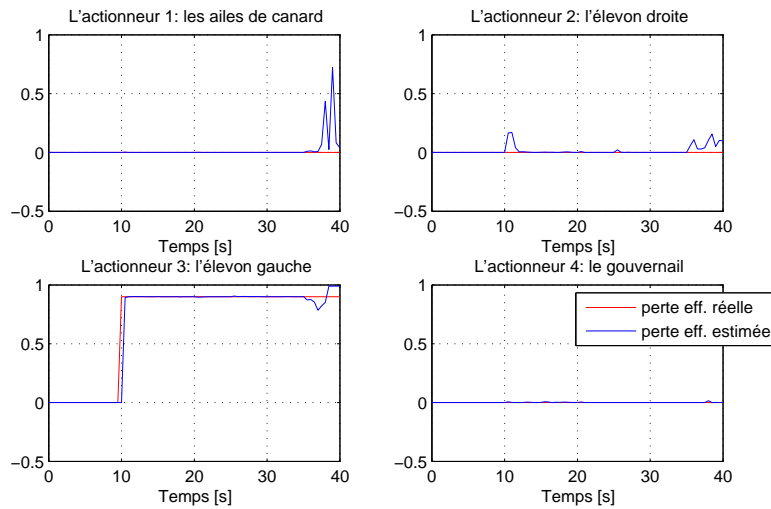 L'actionneur 1: les ailes de canard
1
0.5
0
−0.5
0 10 20 30 40
Temps [s]
L'actionneur 2: l'élevon droite
1
0.5
0
−0.5
0 10 20 30 40
Temps [s]
L'actionneur 3: l'élevon gauche
1
0.5
0
−0.5
0 10 20 30 40
Temps [s]
L'actionneur 4: le gouvernail
1
0.5
0
−0.5
0 10 20 30 40
Temps [s]
perte eff. réelle
perte eff. estimée